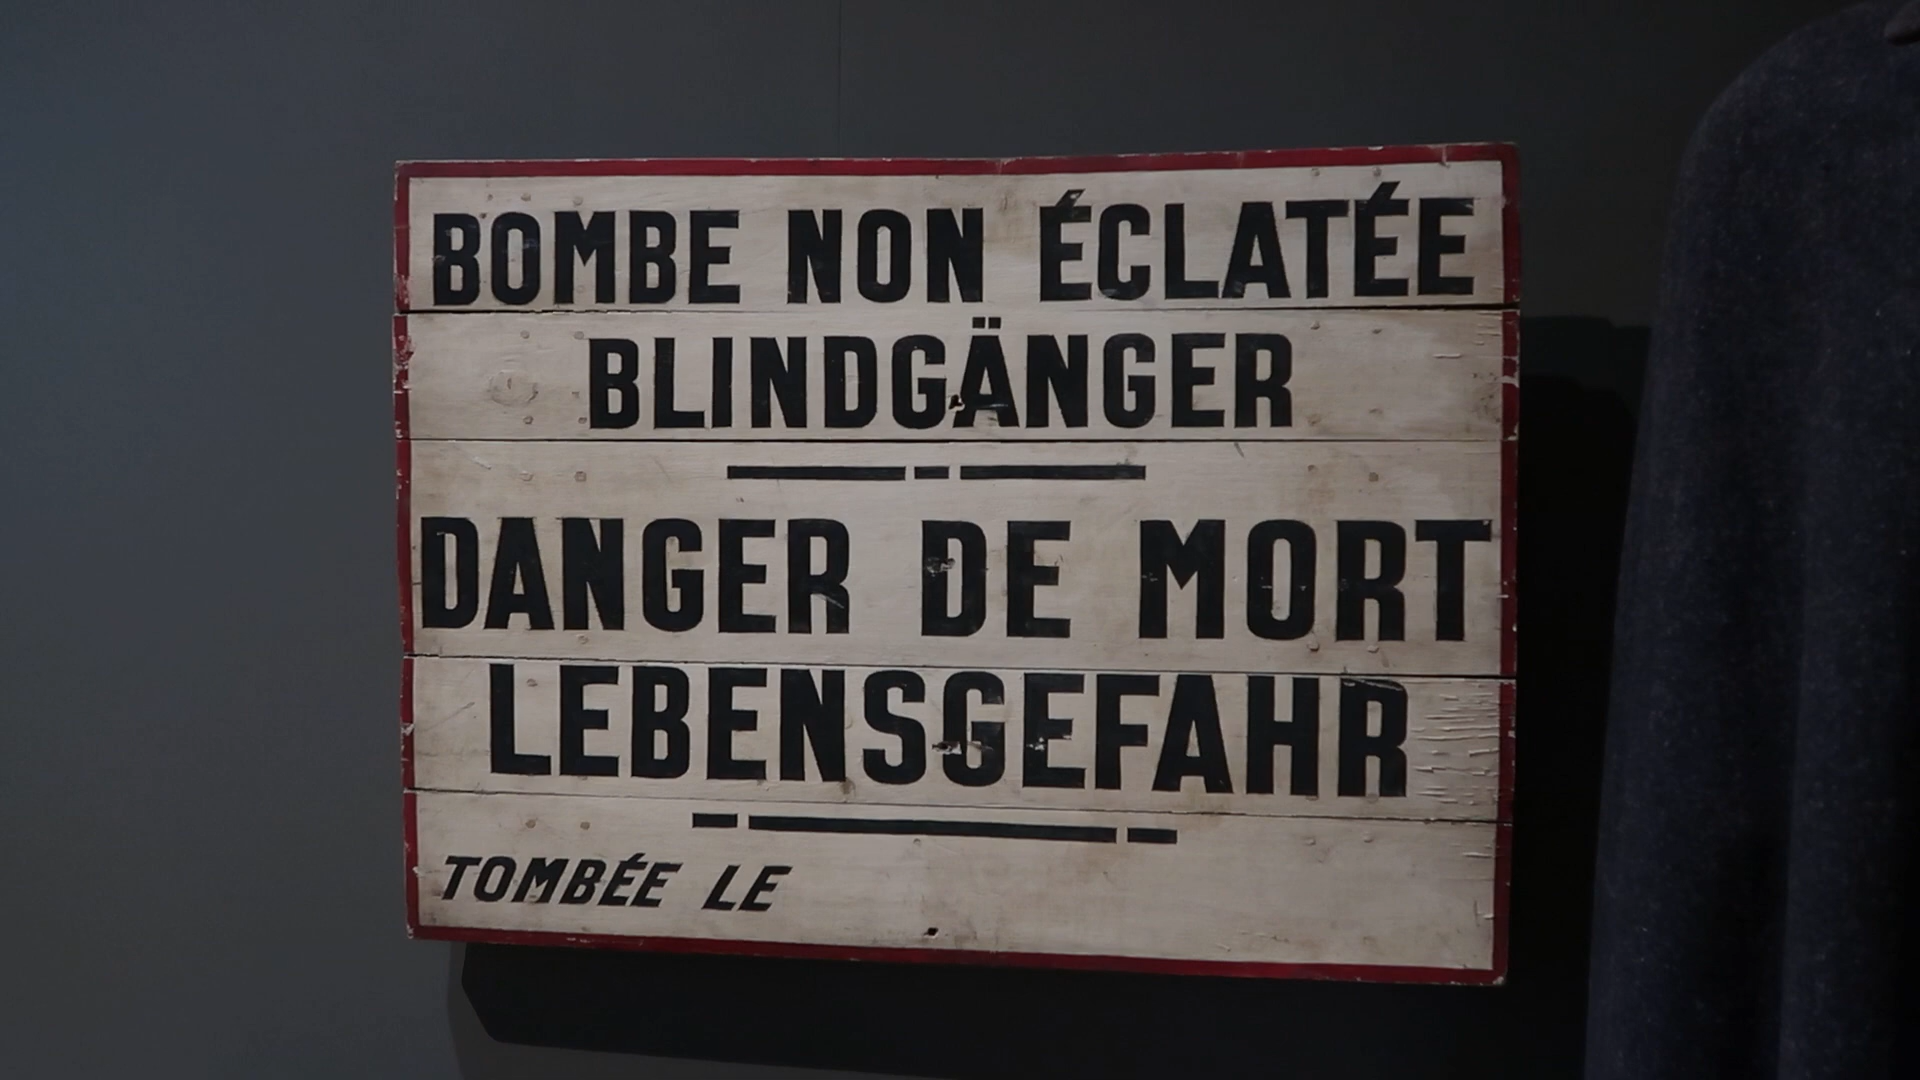 BOMBE NON ÉCLATÉE
BLINDGÄNGER
DANGER DE MORT
LEBENSGEFAHR
TOMBÉE LE